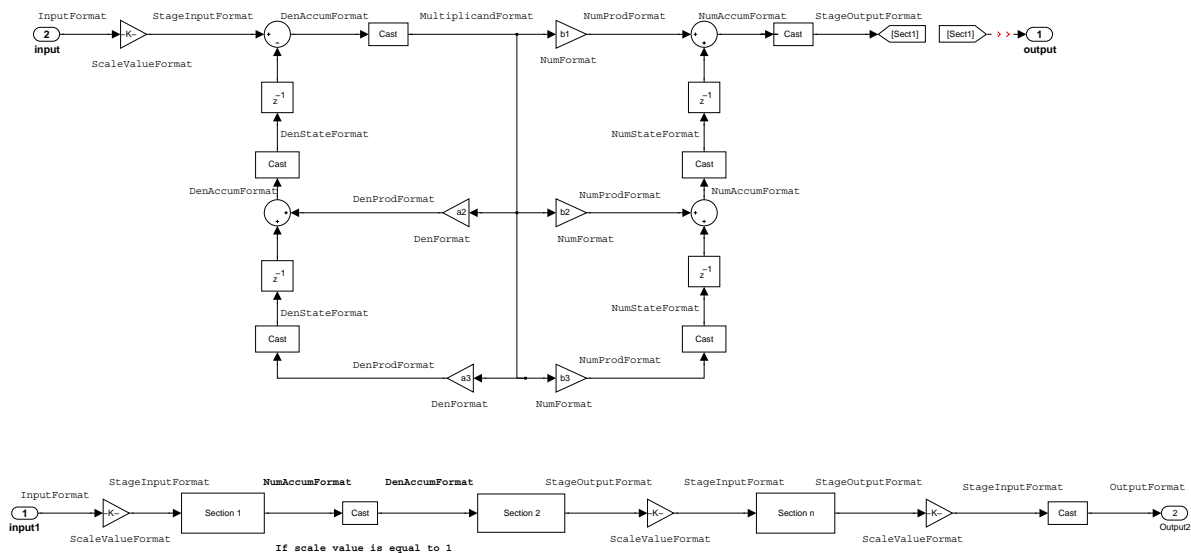 InputFormat
StageInputFormat
DenAccumFormat
MultiplicandFormat
NumProdFormat
NumAccumFormat
StageOutputFormat
2
input
-K-
+
-
Cast
b1
+
+
Cast
[Sect1]
[Sect1]
1
output
ScaleValueFormat
NumFormat
z-1
z-1
DenStateFormat
NumStateFormat
Cast
Cast
DenAccumFormat
DenProdFormat
NumProdFormat
NumAccumFormat
+
+
a2
b2
+
+
DenFormat
NumFormat
z-1
z-1
DenStateFormat
NumStateFormat
Cast
Cast
DenProdFormat
NumProdFormat
a3
b3
DenFormat
NumFormat
StageInputFormat
NumAccumFormat
DenAccumFormat
StageOutputFormat
StageInputFormat
StageOutputFormat
StageInputFormat
OutputFormat
InputFormat
1
input1
-K-
Section 1
Cast
Section 2
-K-
Section n
-K-
Cast
2
Output2
ScaleValueFormat
ScaleValueFormat
ScaleValueFormat
If scale value is equal to 1